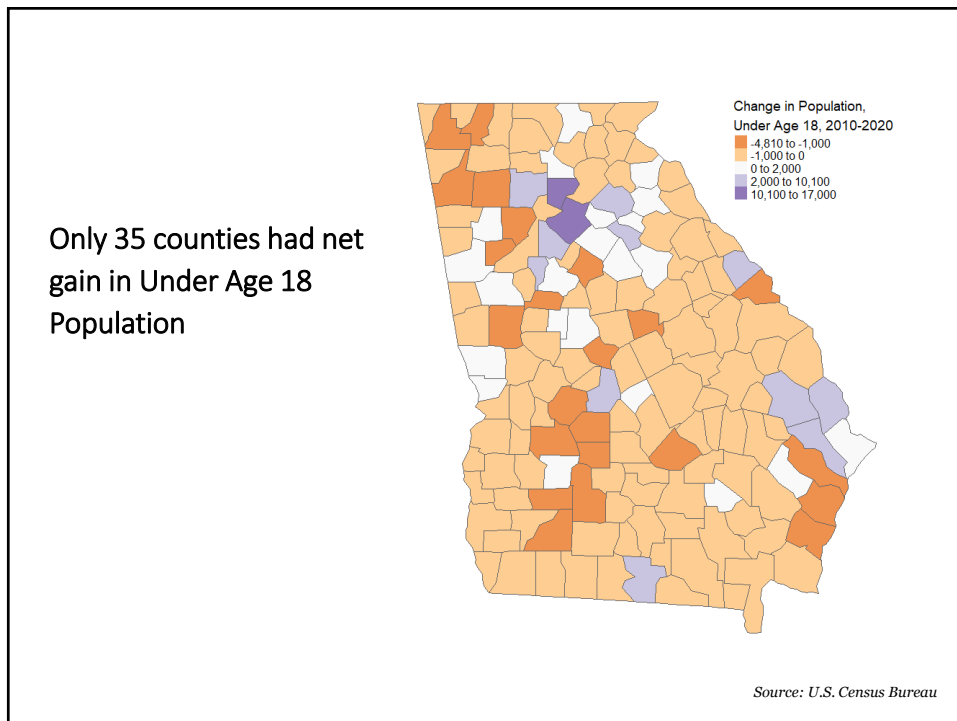 Only 35 counties had net
gain in Under Age 18
Population
Change in Population,
Under Age 18, 2010-2020
-4,810 to -1,000
-1,000 to 0
0 to 2,000
2,000 to 10,100
10,100 to 17,000
Source: U.S. Census Bureau